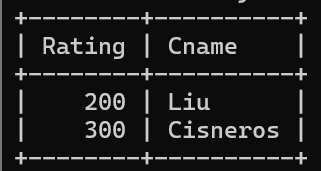 +--------+----------+
| Rating | Cname    |
+--------+----------+
|    200 | Liu      |
|    300 | Cisneros |
+--------+----------+